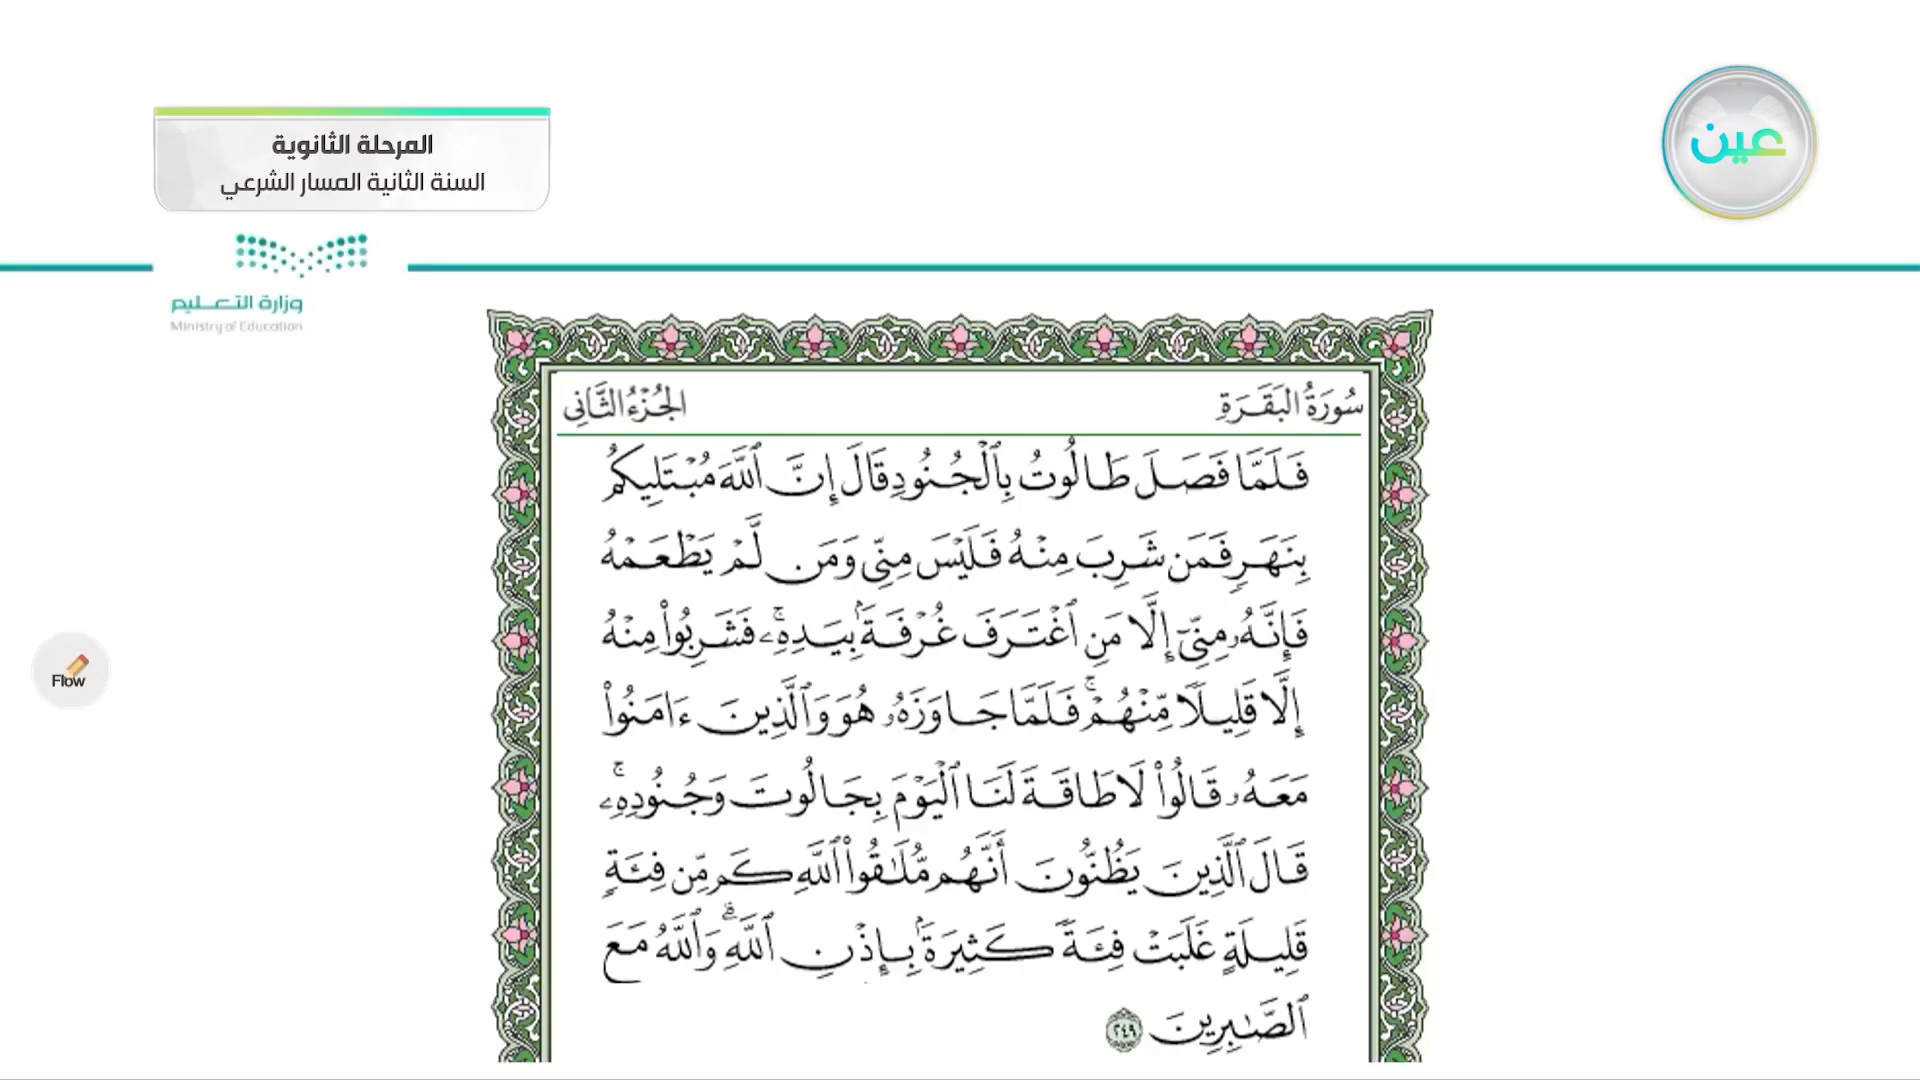 المرحلة الثانوية
السنة الثانية المسار الشرعي
عين
وزارة التعـــليم
Ministry of Education
سُورَةُ البَقَرَةِ
الجُزْءُ الثَّانِي
فَلَمَّا فَصَلَ طَالُوتُ بِٱلۡجُنُودِ قَالَ إِنَّ ٱللَّهَ مُبۡتَلِيكُم
بِنَهَرٖ فَمَن شَرِبَ مِنۡهُ فَلَيۡسَ مِنِّي وَمَن لَّمۡ يَطۡعَمۡهُ
فَإِنَّهُۥ مِنِّيٓ إِلَّا مَنِ ٱغۡتَرَفَ غُرۡفَةَۢ بِيَدِهِۦۚ فَشَرِبُواْ مِنۡهُ
إِلَّا قَلِيلٗا مِّنۡهُمۡۚ فَلَمَّا جَاوَزَهُۥ هُوَ وَٱلَّذِينَ ءَامَنُواْ
مَعَهُۥ قَالُواْ لَا طَاقَةَ لَنَا ٱلۡيَوۡمَ بِجَالُوتَ وَجُنُودِهِۦۚ
قَالَ ٱلَّذِينَ يَظُنُّونَ أَنَّهُم مُّلَٰقُواْ ٱللَّهِ كَم مِّن فِئَةٖ
قَلِيلَةٍ غَلَبَتۡ فِئَةٗ كَثِيرَةَۢ بِإِذۡنِ ٱللَّهِۗ وَٱللَّهُ مَعَ
ٱلصَّٰبِرِينَ ٢٤٩
Flow